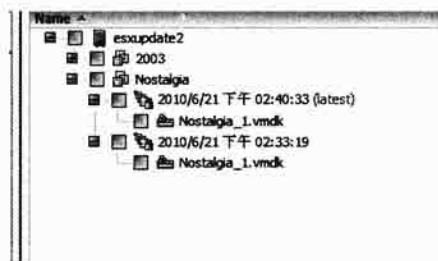 Name
esxupdate2
2003
Nostalgia
2010/6/21 下午 02:40:33 (latest)
Nostalgia_1.vmdk
2010/6/21 下午 02:33:19
Nostalgia_1.vmdk